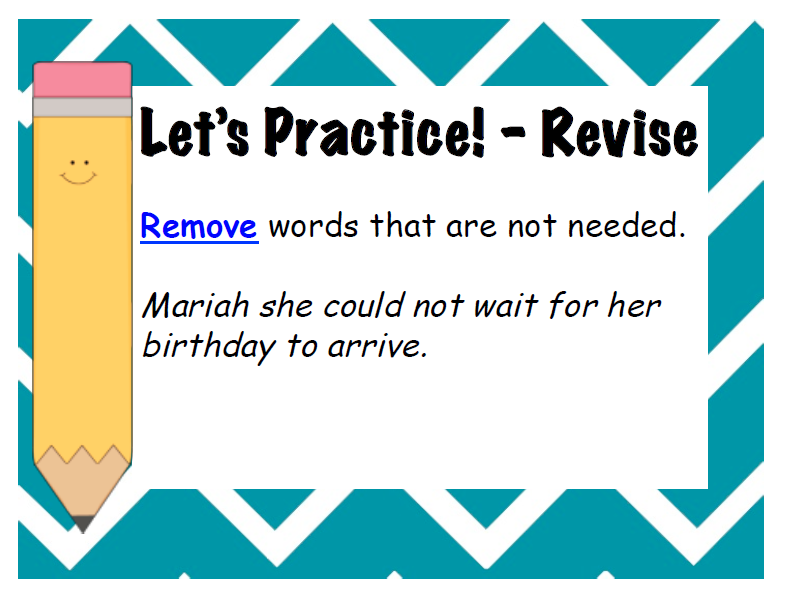 Let's Practice! - Revise
Remove words that are not needed.
Mariah she could not wait for her
birthday to arrive.